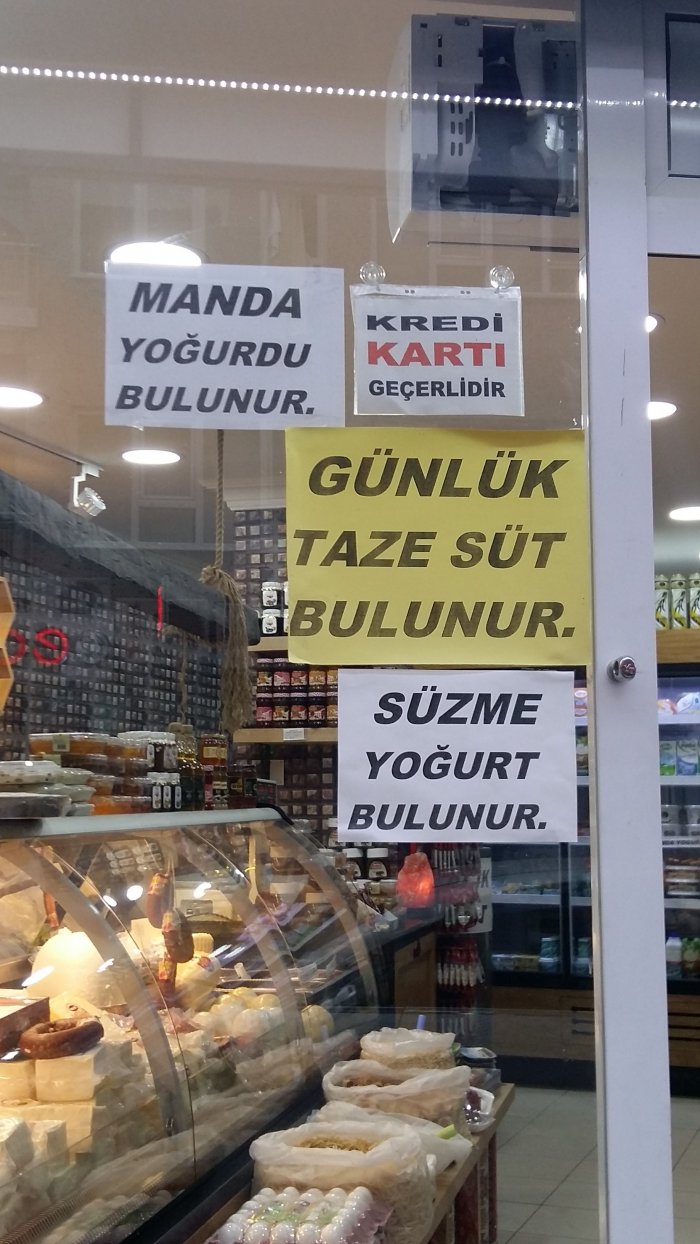 MANDA
YOĞURDU
BULUNUR.
KREDİ
KARTI
GEÇERLİDİR
GÜNLÜK
TAZE SÜT
BULUNUR.
SÜZME
YOĞURT
BULUNUR.